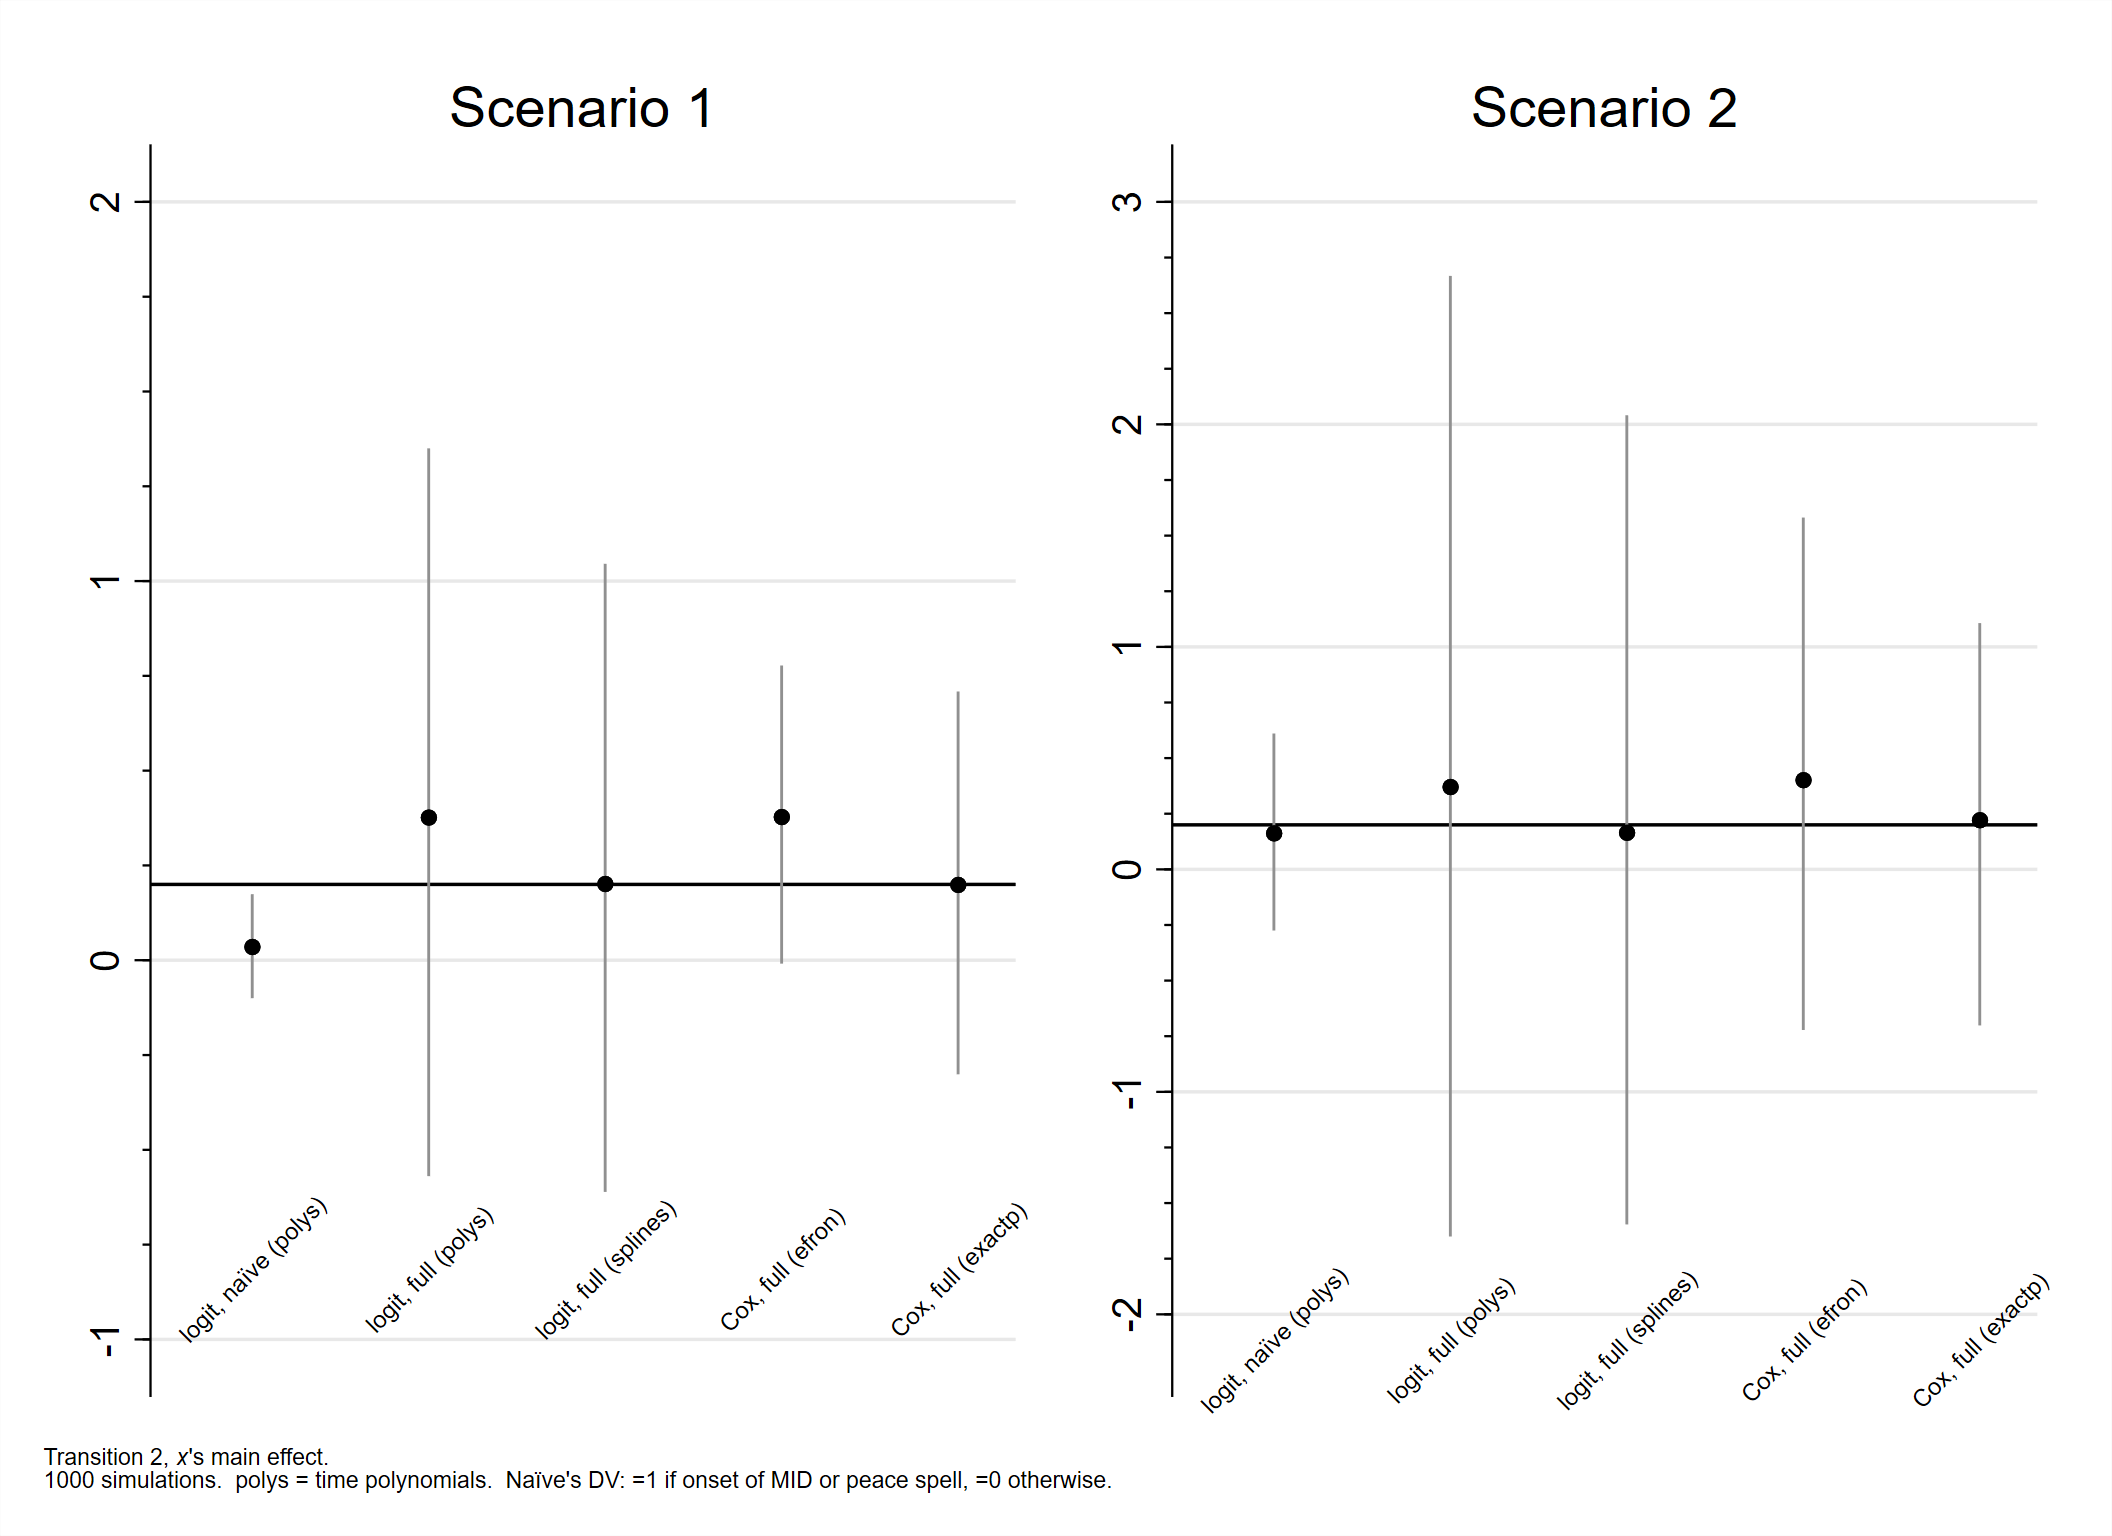 Scenario 1
2
1
0
-1
logit, naïve (polys)
logit, full (polys)
logit, full (splines)
Cox, full (efron)
Cox, full (exactp)
Scenario 2
3
2
1
0
-1
-2
logit, naïve (polys)
logit, full (polys)
logit, full (splines)
Cox, full (efron)
Cox, full (exactp)
Transition 2, x's main effect.
1000 simulations.  polys = time polynomials.  Naïve's DV: =1 if onset of MID or peace spell, =0 otherwise.